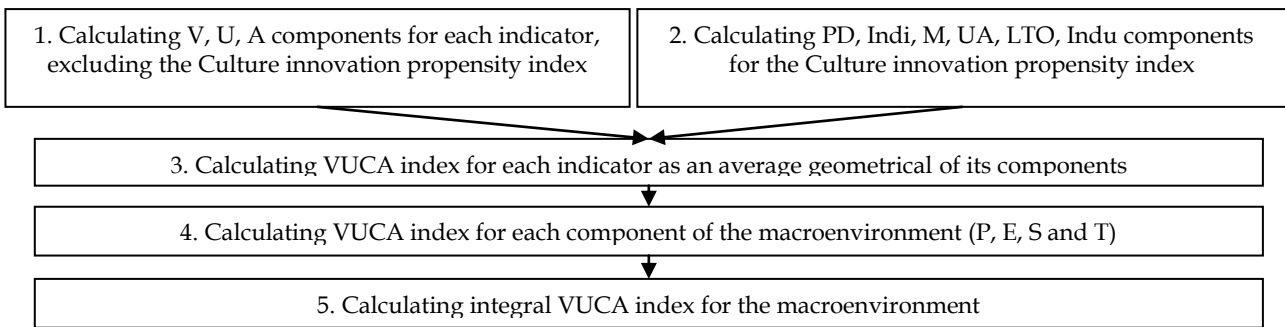 1. Calculating V, U, A components for each indicator,
excluding the Culture innovation propensity index
2. Calculating PD, Indi, M, UA, LTO, Indu components
for the Culture innovation propensity index
3. Calculating VUCA index for each indicator as an average geometrical of its components
4. Calculating VUCA index for each component of the macroenvironment (P, E, S and T)
5. Calculating integral VUCA index for the macroenvironment